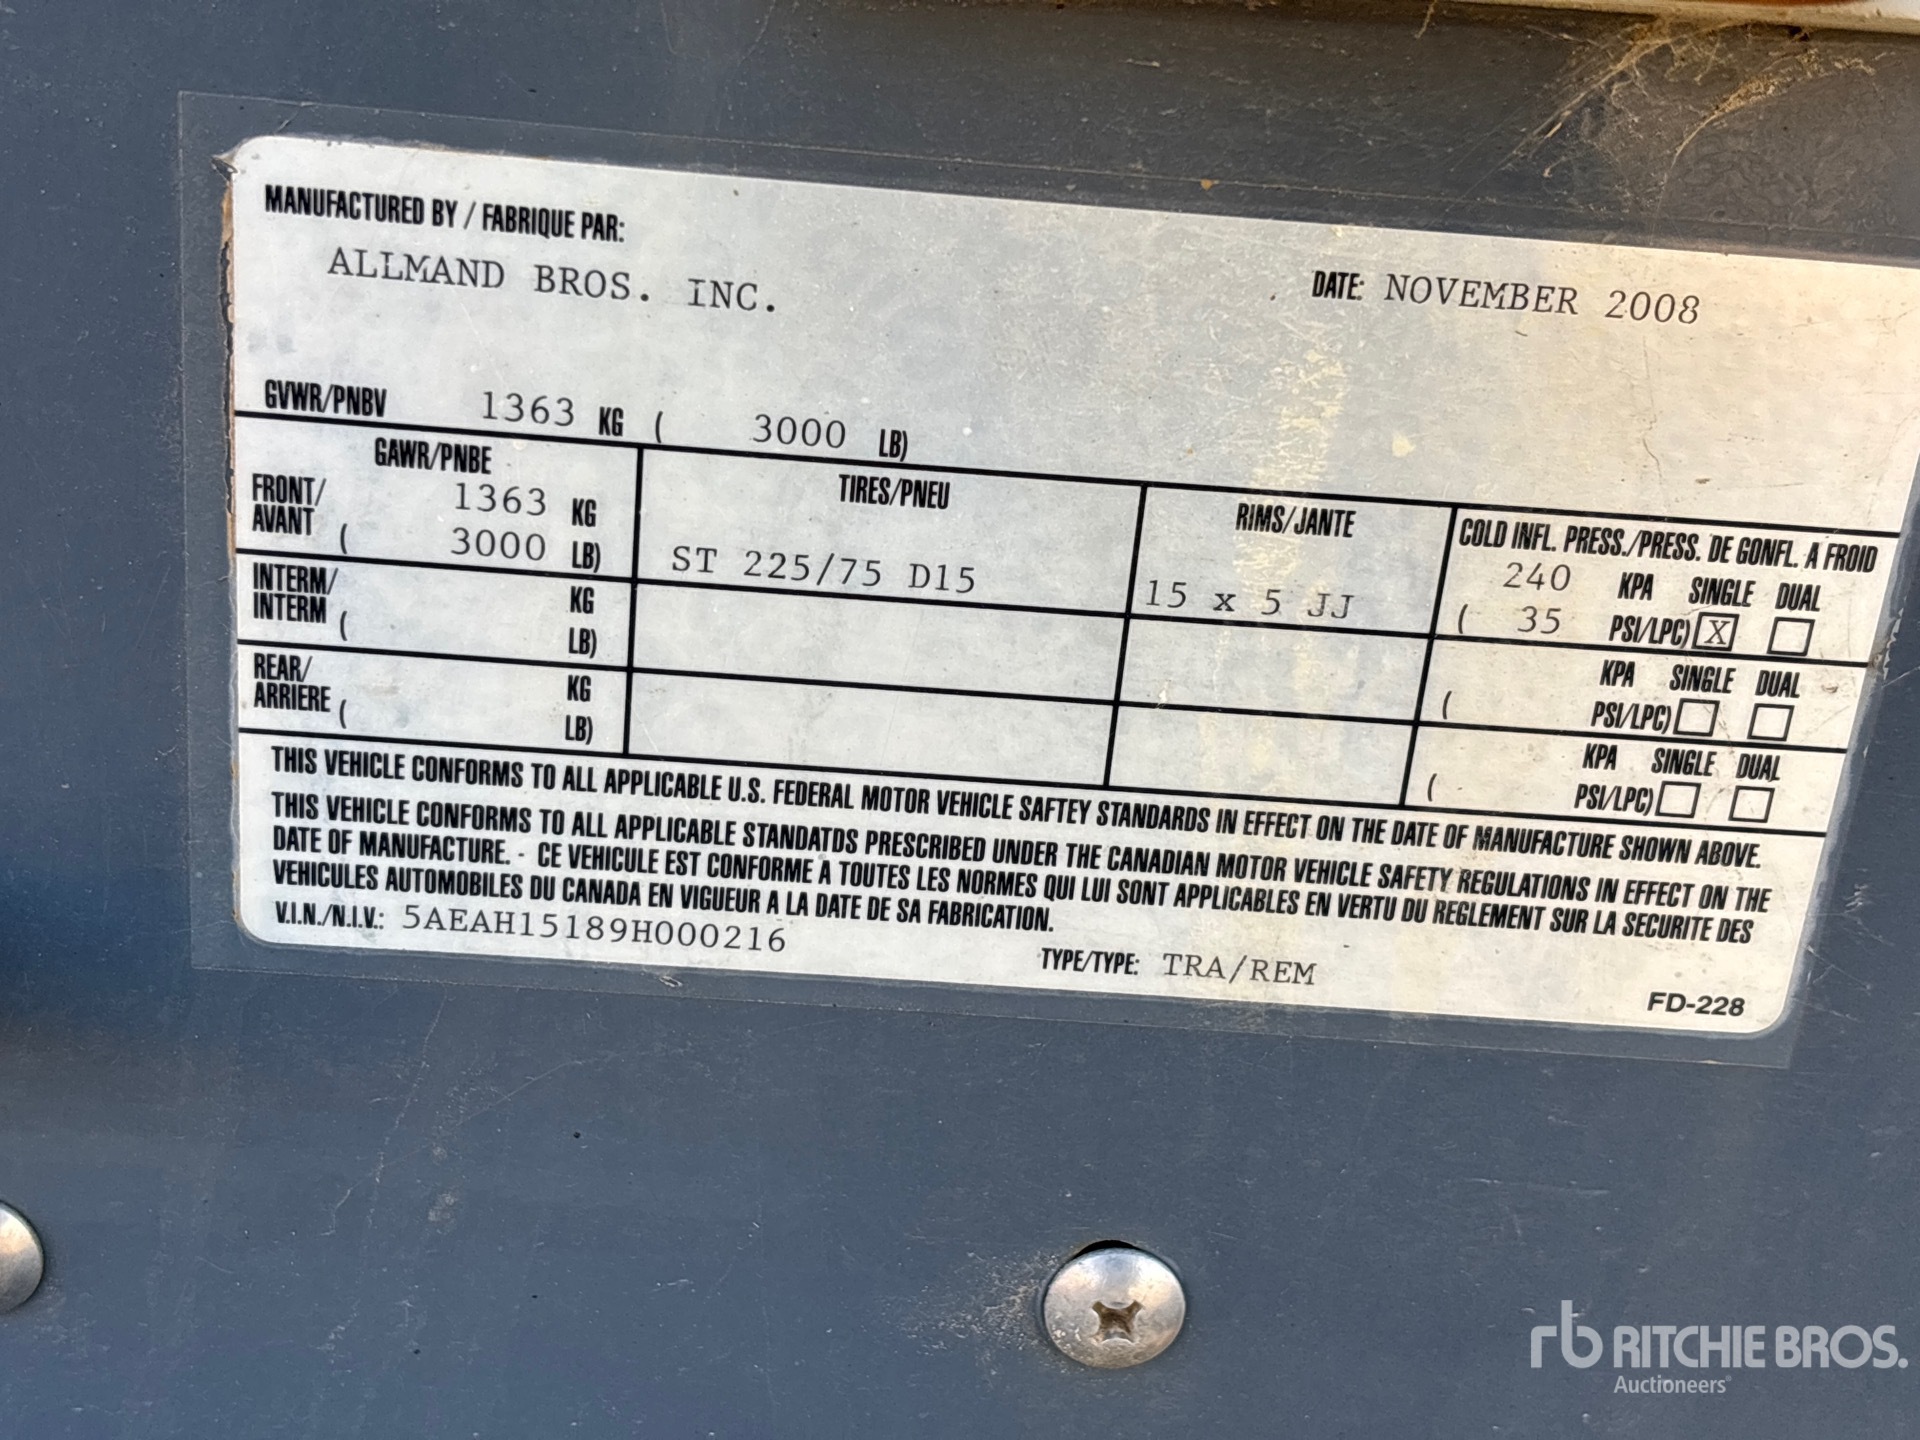 MANUFACTURED BY / FABRIQUE PAR:
ALLMAND BROS. INC.
DATE: NOVEMBER 2008
GVWR/PNBV 1363 KG ( 3000 LB)
GAWR/PNBE TIRES/PNEU RIMS/JANTE COLD INFL. PRESS./PRESS. DE GONFL. A FROID
FRONT/ 1363 KG 240 KPA SINGLE DUAL
AVANT ( 3000 LB) ST 225/75 D15 15 x 5 JJ ( 35 PSI/LPC) X
INTERM/ KG KPA SINGLE DUAL
INTERM ( LB) ( PSI/LPC)
REAR/ KG KPA SINGLE DUAL
ARRIERE ( LB) ( PSI/LPC)
THIS VEHICLE CONFORMS TO ALL APPLICABLE U.S. FEDERAL MOTOR VEHICLE SAFTEY STANDARDS IN EFFECT ON THE DATE OF MANUFACTURE SHOWN ABOVE.
THIS VEHICLE CONFORMS TO ALL APPLICABLE STANDATDS PRESCRIBED UNDER THE CANADIAN MOTOR VEHICLE SAFETY REGULATIONS IN EFFECT ON THE
DATE OF MANUFACTURE. - CE VEHICULE EST CONFORME À TOUTES LES NORMES QUI LUI SONT APPLICABLES EN VERTU DU REGLEMENT SUR LA SECURITE DES
VEHICULES AUTOMOBILES DU CANADA EN VIGUEUR A LA DATE DE SA FABRICATION.
V.I.N./N.I.V.: 5AEAH15189H000216
TYPE/TYPE: TRA/REM
FD-228
rb RITCHIE BROS.
Auctioneers